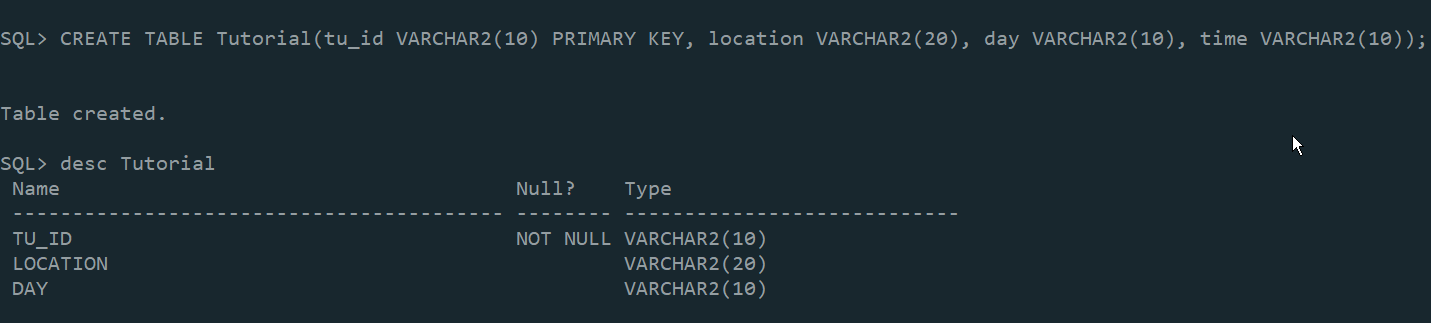 SQL> CREATE TABLE Tutorial(tu_id VARCHAR2(10) PRIMARY KEY, location VARCHAR2(20), day VARCHAR2(10), time VARCHAR2(10));
Table created.
SQL> desc Tutorial
Name Null? Type
----------------------------------------- -------- ----------------------------
TU_ID NOT NULL VARCHAR2(10)
LOCATION VARCHAR2(20)
DAY VARCHAR2(10)